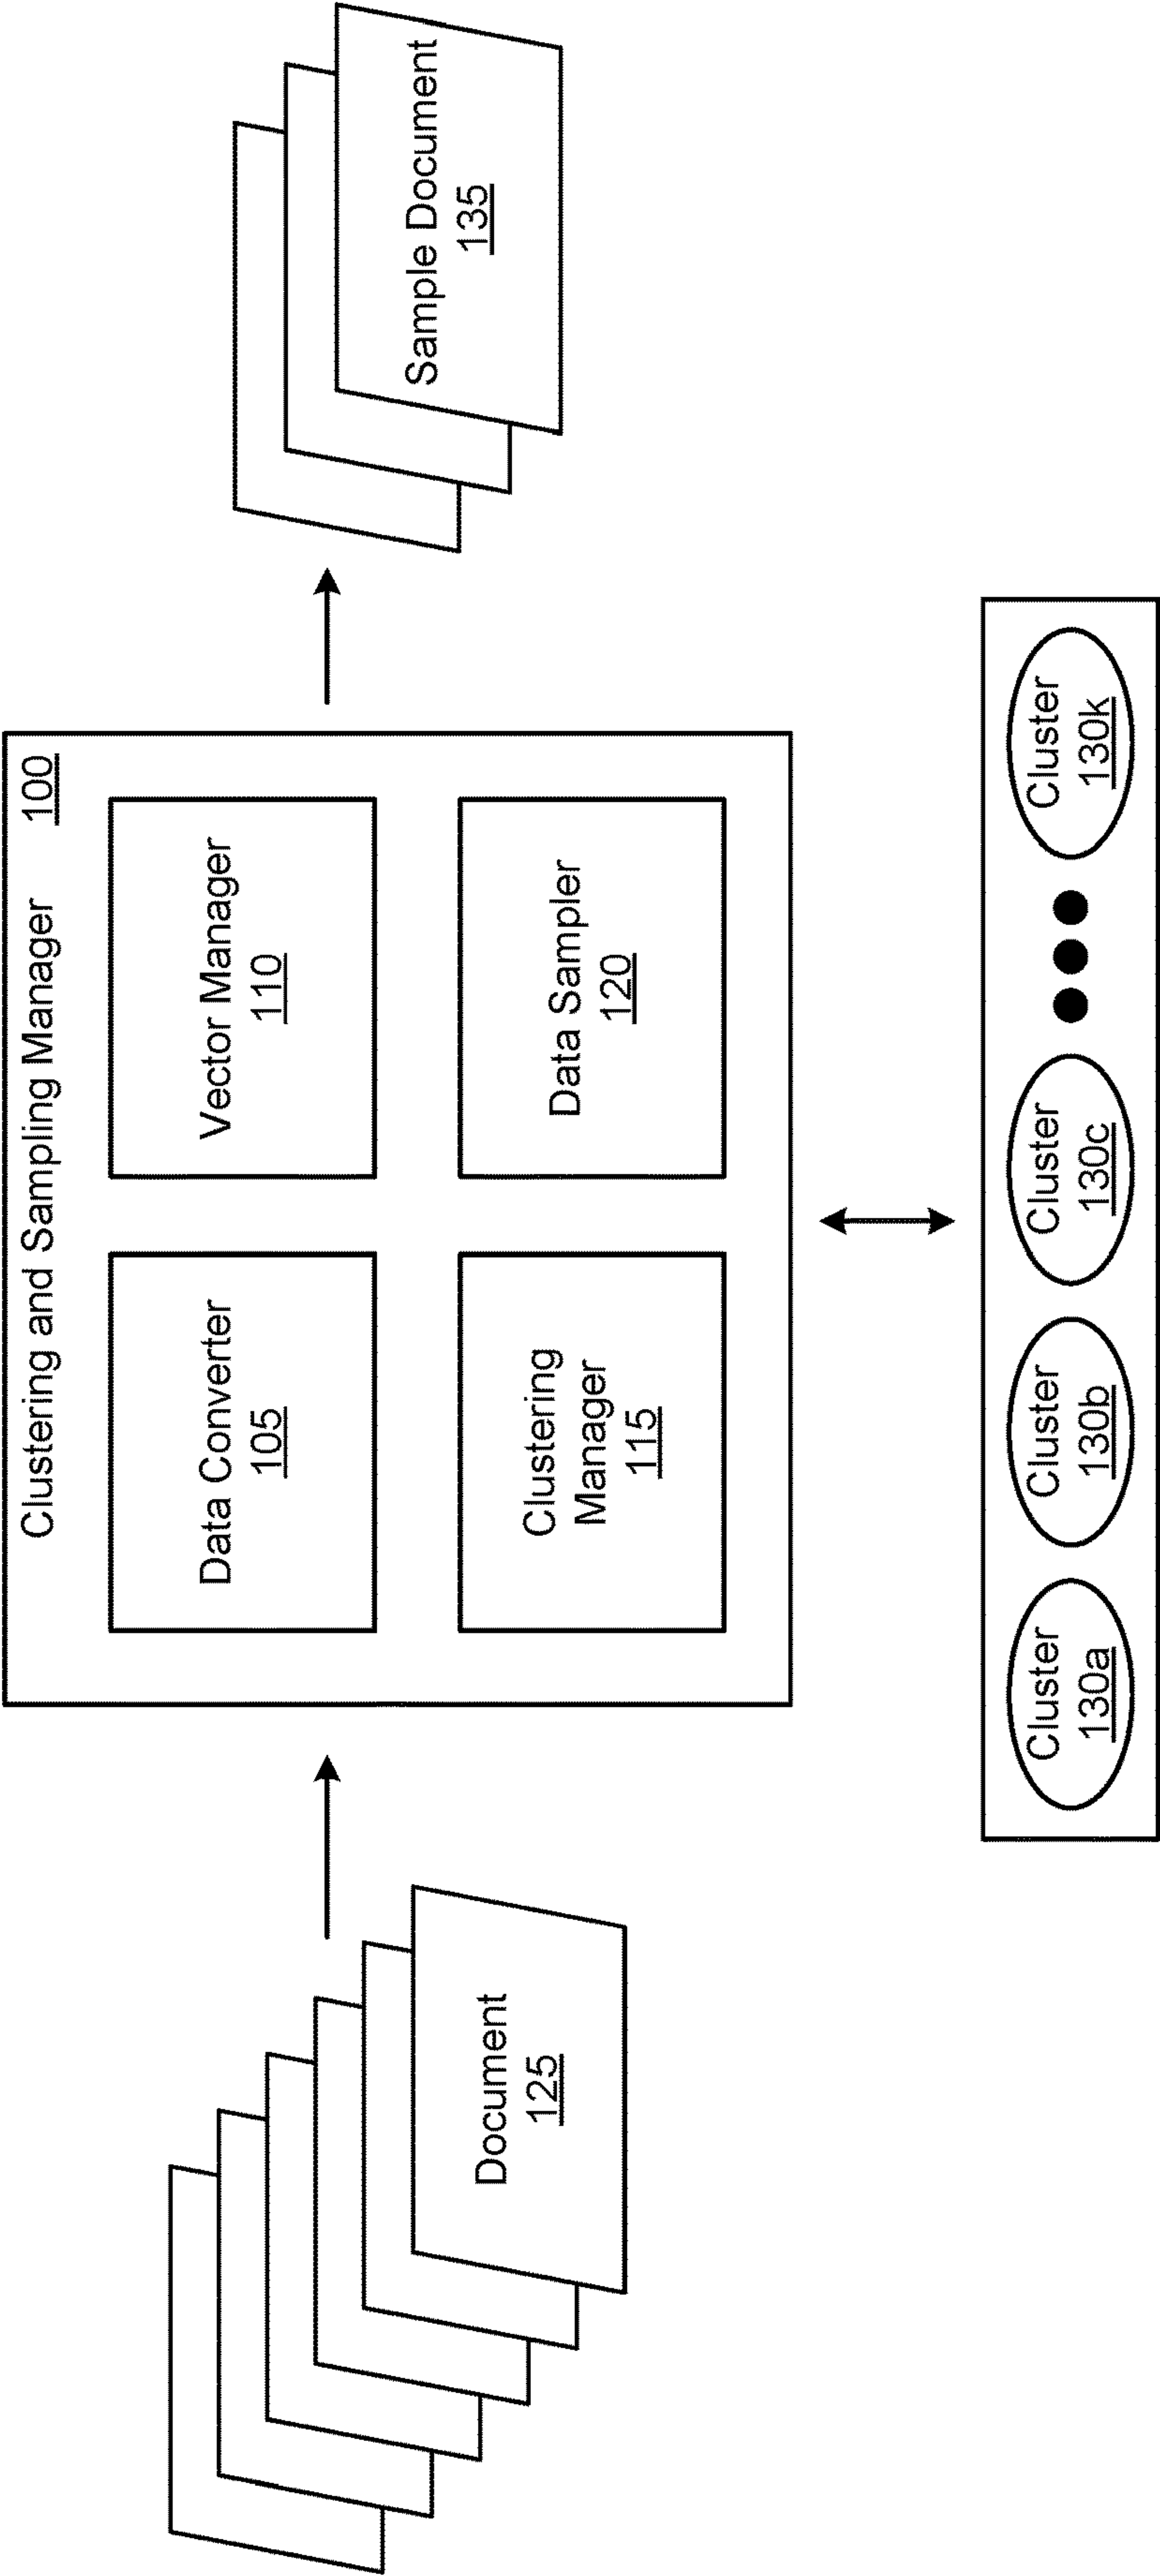 Clustering and Sampling Manager 100
Data Converter
105
Vector Manager
110
Clustering
Manager
115
Data Sampler
120
Document
125
Sample Document
135
Cluster
130a
Cluster
130b
Cluster
130c
Cluster
130k